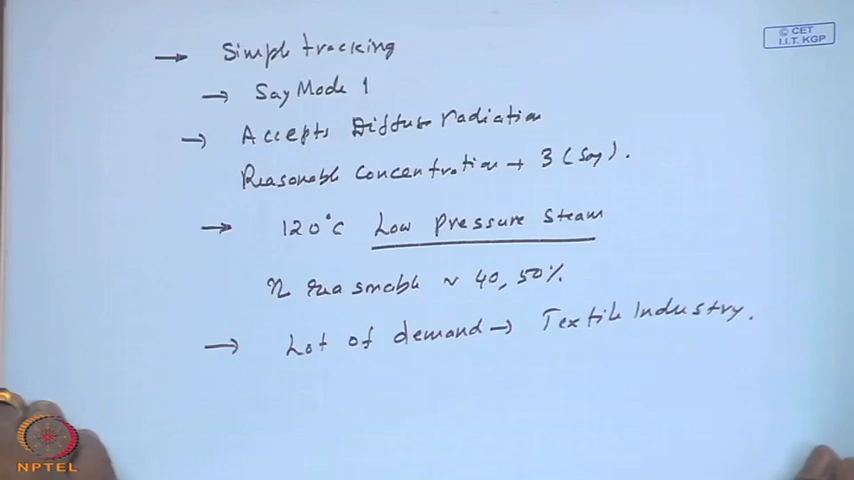 © CET
I.I.T. KGP
→ Simple tracking
→ Say Mode 1
→ Accepts Diffuse radiation
Reasonable concentration → 3 (say).
→ 120°C Low pressure steam
η reasonable ~ 40, 50%
→ Lot of demand → Textile Industry.
NPTEL